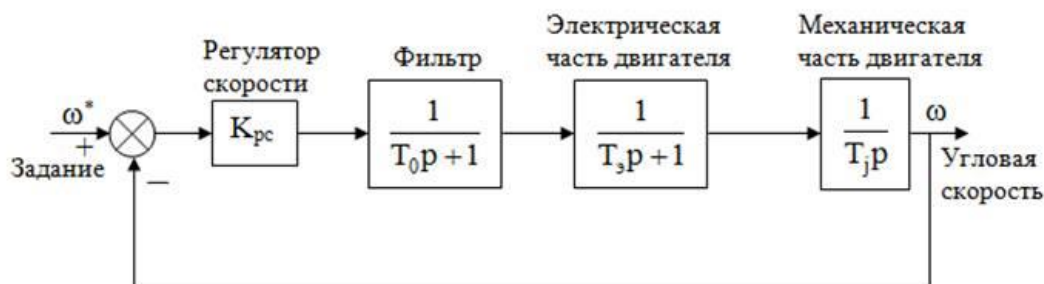 Электрическая
часть двигателя
Механическая
часть двигателя
Регулятор
скорости
Фильтр
ω*
+
Задание
−
Kрс
1
T₀p + 1
1
Tэp + 1
1
Tjp
ω
Угловая
скорость